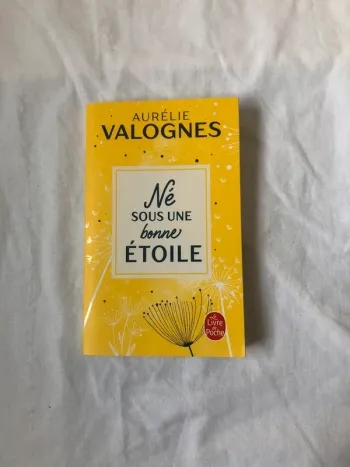 AURÉLIE
VALOGNES
Né
SOUS UNE
bonne
ÉTOILE
Le
Livre
de
Poche